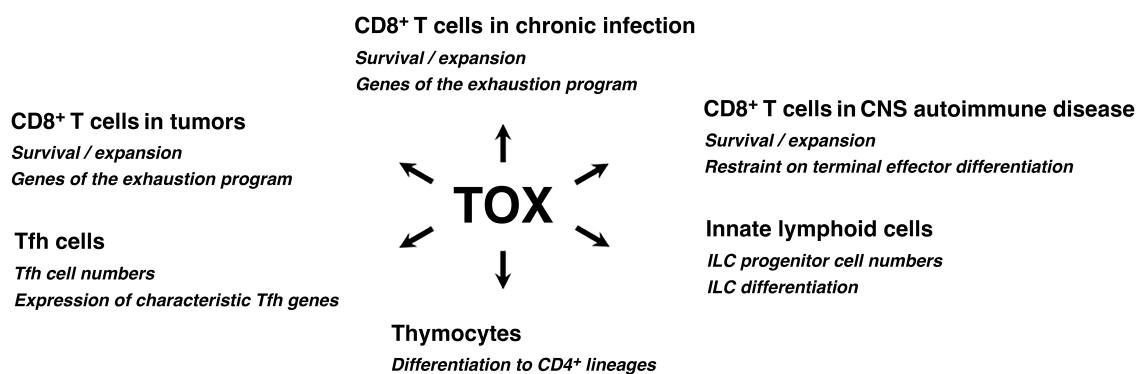 CD8⁺ T cells in chronic infection
Survival / expansion
Genes of the exhaustion program
CD8⁺ T cells in tumors
Survival / expansion
Genes of the exhaustion program
CD8⁺ T cells in CNS autoimmune disease
Survival / expansion
Restraint on terminal effector differentiation
TOX
Tfh cells
Tfh cell numbers
Expression of characteristic Tfh genes
Innate lymphoid cells
ILC progenitor cell numbers
ILC differentiation
Thymocytes
Differentiation to CD4⁺ lineages